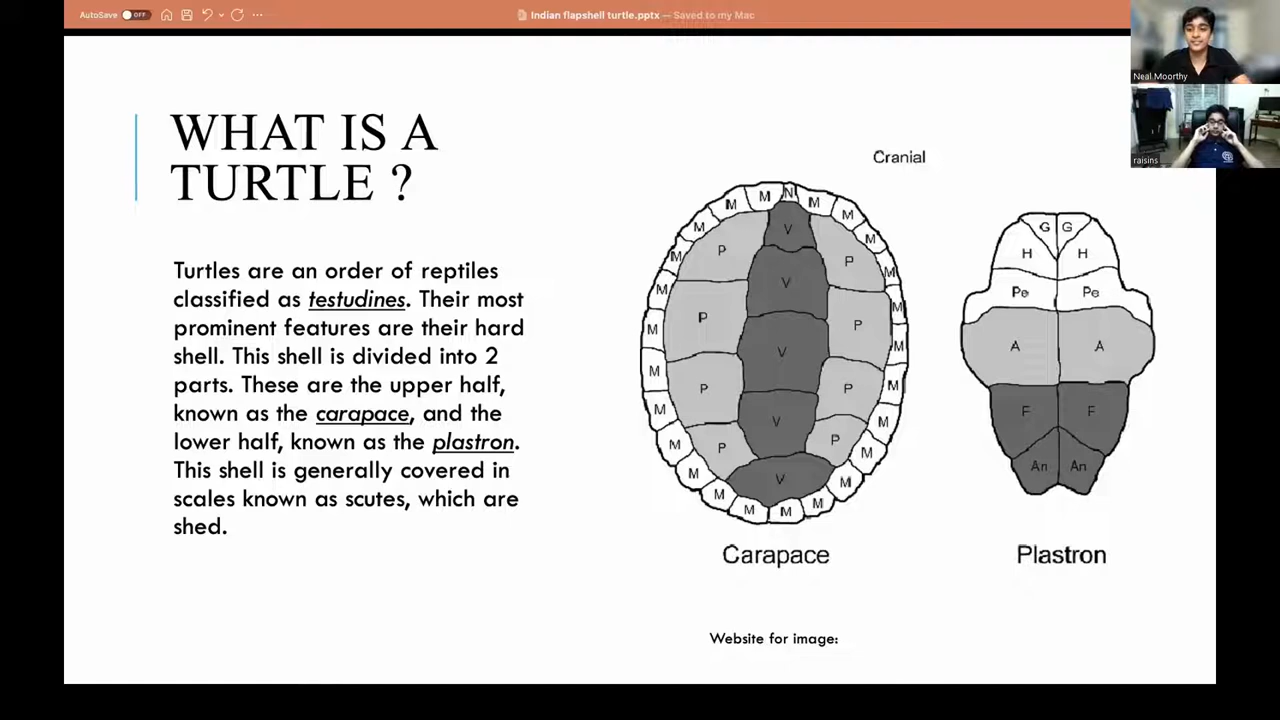 AutoSave OFF
Indian flapshell turtle.pptx — Saved to my Mac
Neal Moorthy
raisins
WHAT IS A
TURTLE ?
Turtles are an order of reptiles
classified as testudines. Their most
prominent features are their hard
shell. This shell is divided into 2
parts. These are the upper half,
known as the carapace, and the
lower half, known as the plastron.
This shell is generally covered in
scales known as scutes, which are
shed.
Cranial
M M N M M
M M
M P V P M
M M
M P V P M
M M
M P V P M
M M
M P V P M
M V M
M M
M M M
Carapace
G G
H H
Pe Pe
A A
F F
An An
Plastron
Website for image: